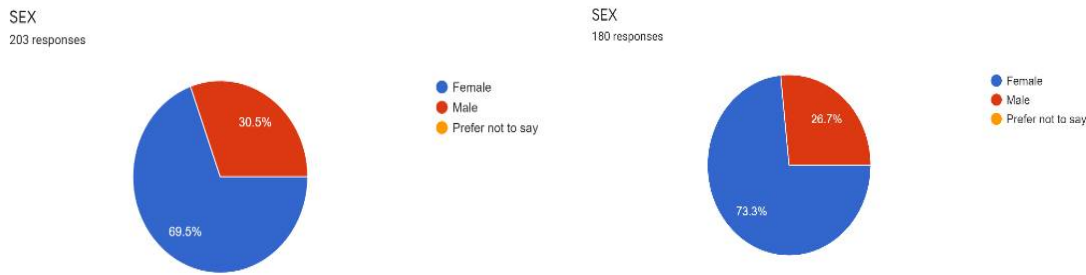 SEX
203 responses
Female
Male
Prefer not to say
30.5%
69.5%
SEX
180 responses
Female
Male
Prefer not to say
26.7%
73.3%